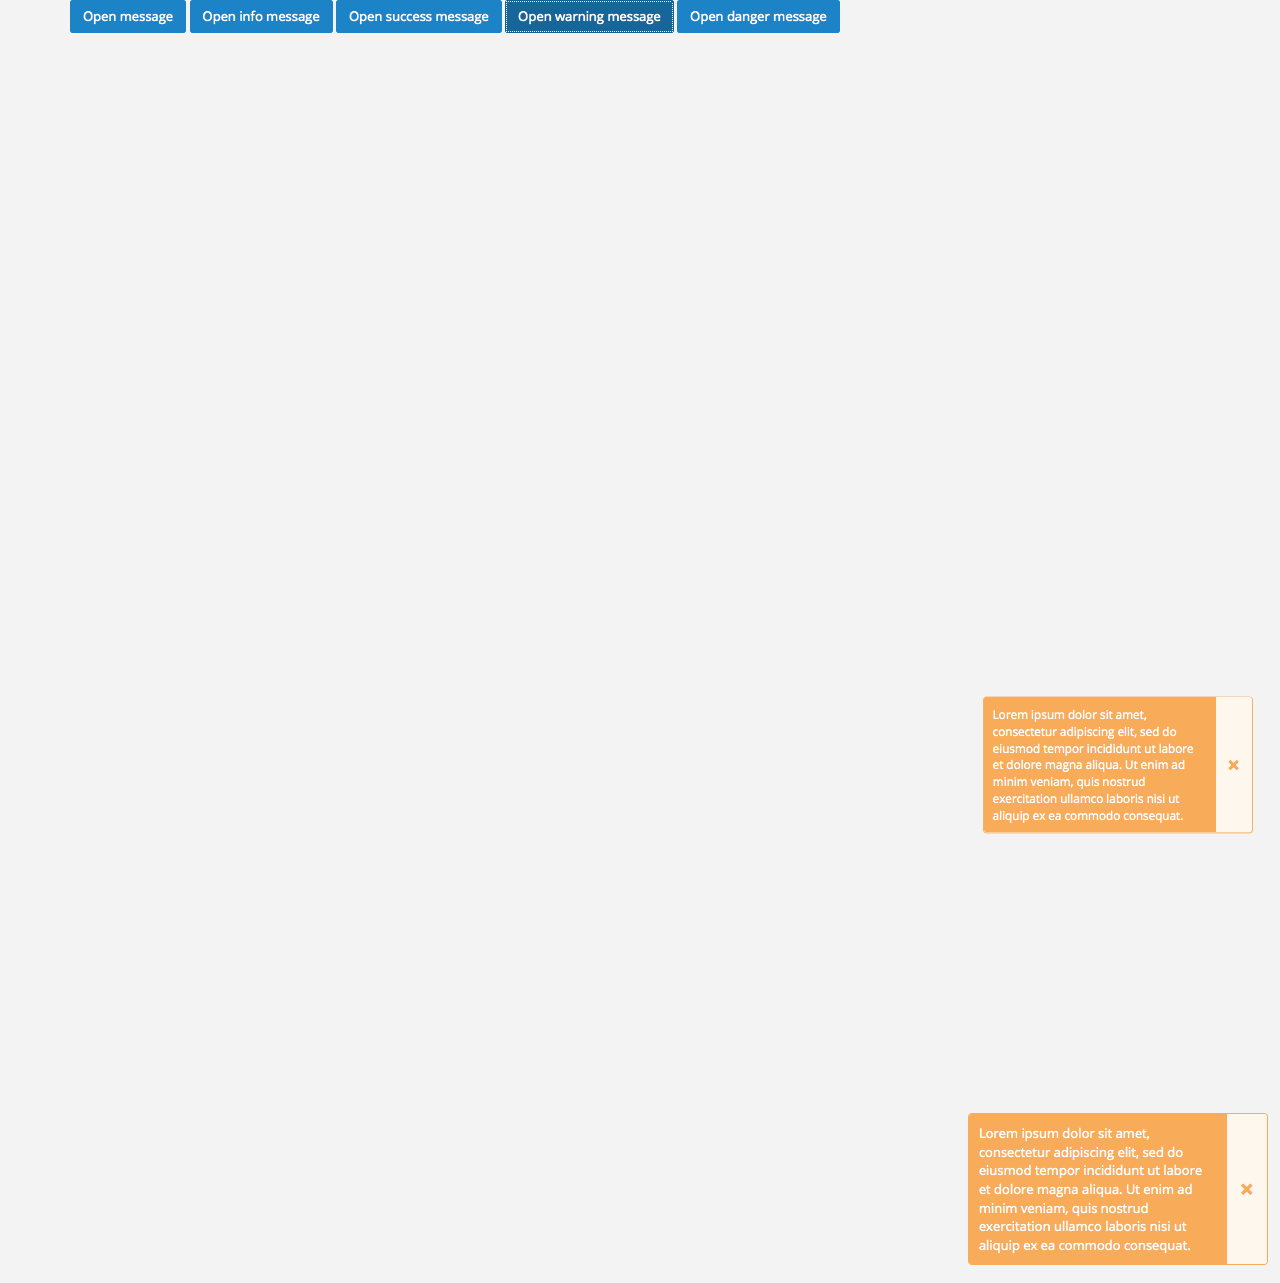 Open message Open info message Open success message Open warning message Open danger message
Lorem ipsum dolor sit amet,
consectetur adipiscing elit, sed do
eiusmod tempor incididunt ut labore
et dolore magna aliqua. Ut enim ad
minim veniam, quis nostrud
exercitation ullamco laboris nisi ut
aliquip ex ea commodo consequat.
Lorem ipsum dolor sit amet,
consectetur adipiscing elit, sed do
eiusmod tempor incididunt ut labore
et dolore magna aliqua. Ut enim ad
minim veniam, quis nostrud
exercitation ullamco laboris nisi ut
aliquip ex ea commodo consequat.